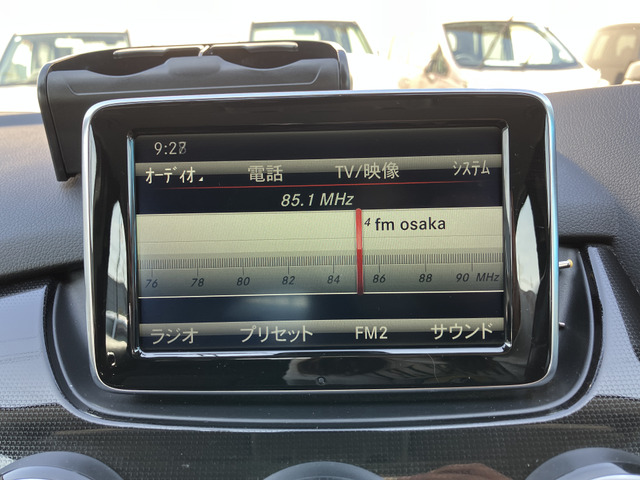 9:28
オーディオ 電話 TV/映像 システム
85.1 MHz
4 fm osaka
76 78 80 82 84 86 88 90 MHz
ラジオ プリセット FM2 サウンド